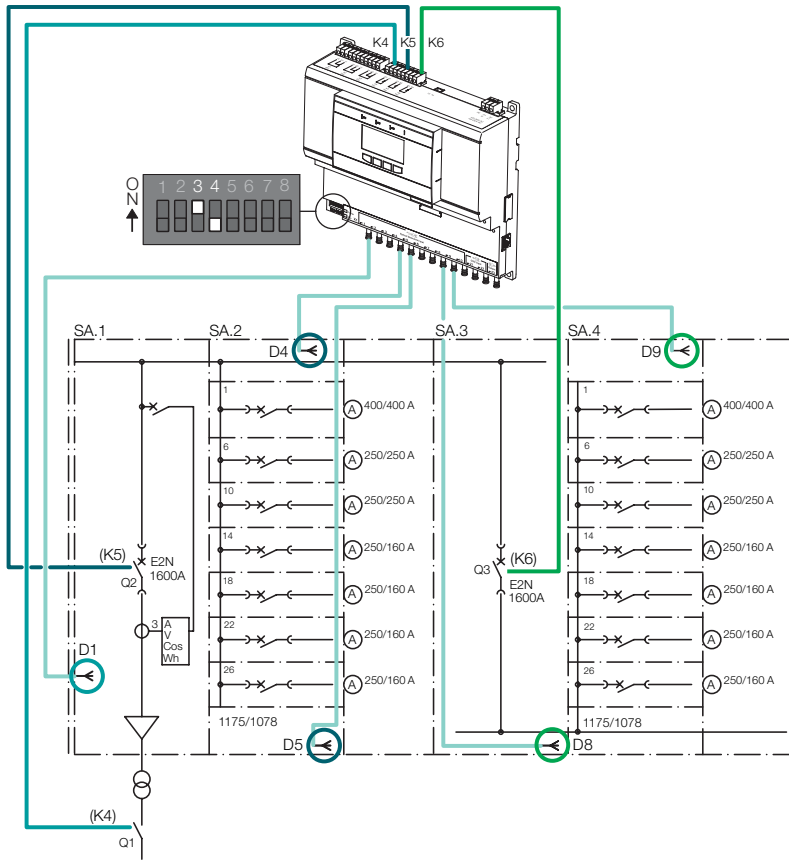 K4 K5 K6
ON
1 2 3 4 5 6 7 8
SA.1
SA.2
D4
SA.3
SA.4
D9
1
A 400/400 A
6
A 250/250 A
10
A 250/250 A
14
A 250/160 A
18
A 250/160 A
22
A 250/160 A
26
A 250/160 A
1175/1078
(K5)
E2N
1600A
Q2
3
A
V
Cos
Wh
D1
D5
(K6)
Q3
E2N
1600A
1
A 400/400 A
6
A 250/250 A
10
A 250/250 A
14
A 250/160 A
18
A 250/160 A
22
A 250/160 A
26
A 250/160 A
1175/1078
D8
(K4)
Q1